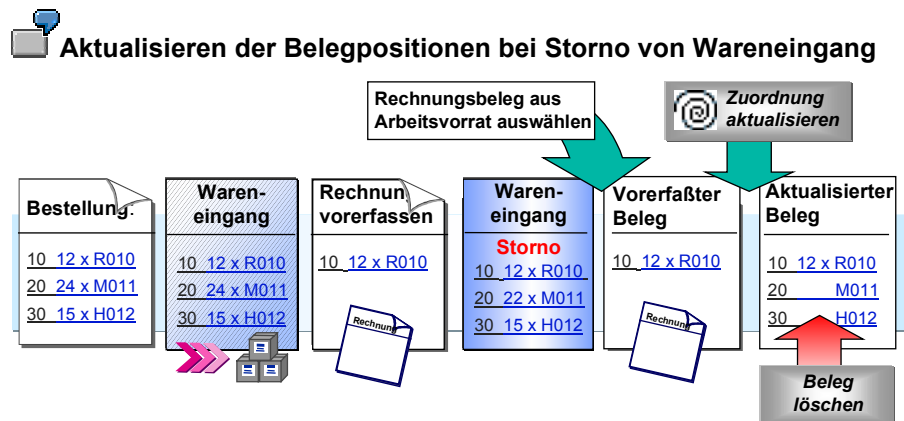 Aktualisieren der Belegpositionen bei Storno von Wareneingang
Rechnungsbeleg aus
Arbeitsvorrat auswählen
Zuordnung
aktualisieren
Bestellung:
10 12 x R010
20 24 x M011
30 15 x H012
Waren-
eingang
10 12 x R010
20 24 x M011
30 15 x H012
Rechnung
vorerfassen
10 12 x R010
Rechnung
Waren-
eingang
Storno
10 12 x R010
20 22 x M011
30 15 x H012
Vorerfaßter
Beleg
10 12 x R010
Rechnung
Aktualisierter
Beleg
10 12 x R010
20 M011
30 H012
Beleg
löschen